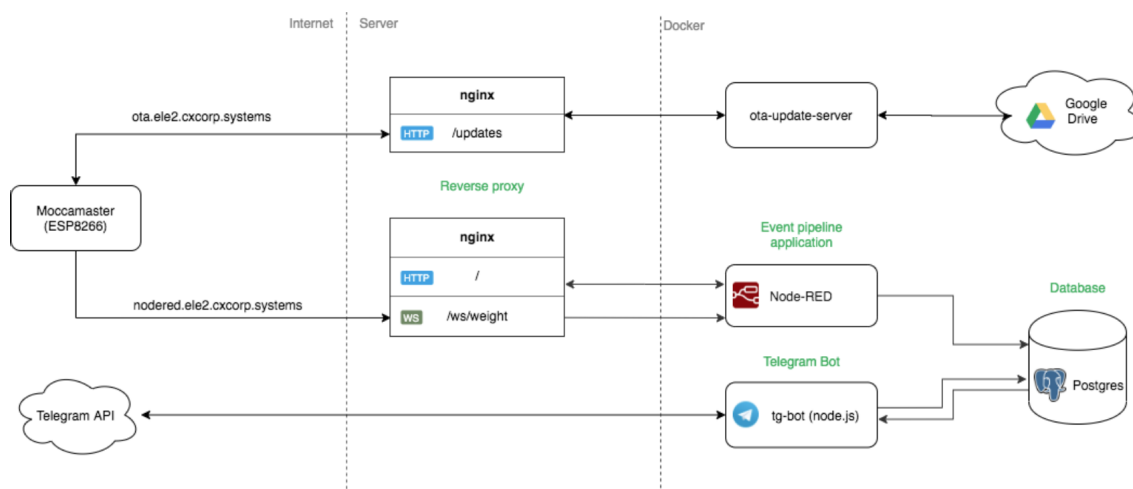 Internet
Server
Docker
nginx
HTTP /updates
ota.ele2.cxcorp.systems
ota-update-server
Google
Drive
Reverse proxy
Moccamaster
(ESP8266)
nginx
HTTP /
WS /ws/weight
nodered.ele2.cxcorp.systems
Event pipeline
application
Node-RED
Database
Postgres
Telegram Bot
tg-bot (node.js)
Telegram API